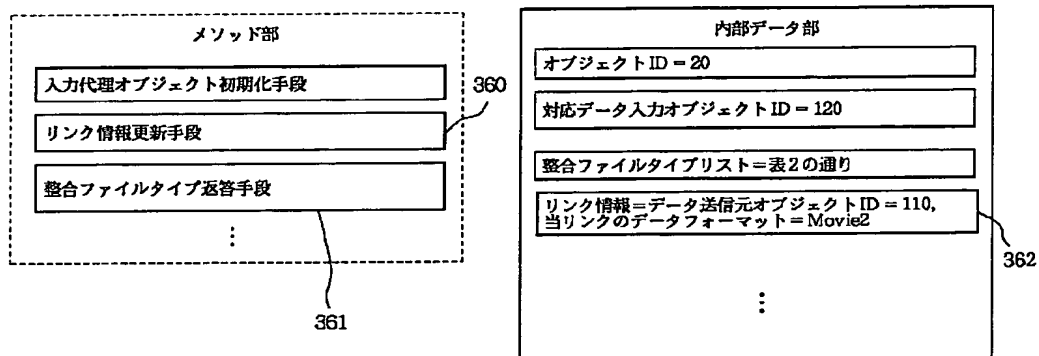 メソッド部
入力代理オブジェクト初期化手段
リンク情報更新手段
整合ファイルタイプ返答手段
⋮
360
361
内部データ部
オブジェクトID＝20
対応データ入力オブジェクトID＝120
整合ファイルタイプリスト＝表2の通り
リンク情報＝データ送信元オブジェクトID＝110,
当リンクのデータフォーマット＝Movie2
⋮
362